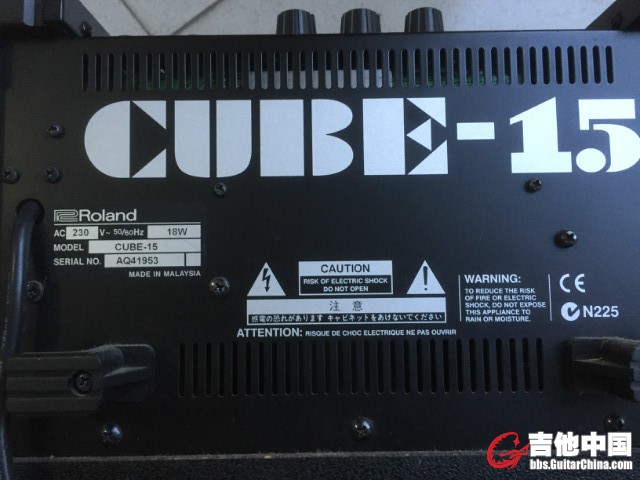 CUBE-15
Roland
AC 230 V~ 50/60Hz 18W
MODEL CUBE-15
SERIAL NO. AQ41953
MADE IN MALAYSIA
CAUTION
RISK OF ELECTRIC SHOCK
DO NOT OPEN
注 意
感電の恐れがあります キャビネットをあけないでください
ATTENTION: RISQUE DE CHOC ELECTRIQUE NE PAS OUVRIR
WARNING:
TO REDUCE THE RISK
OF FIRE OR ELECTRIC
SHOCK, DO NOT EXPOSE
THIS APPLIANCE TO
RAIN OR MOISTURE.
CE
N225
吉他中国
bbs.GuitarChina.com